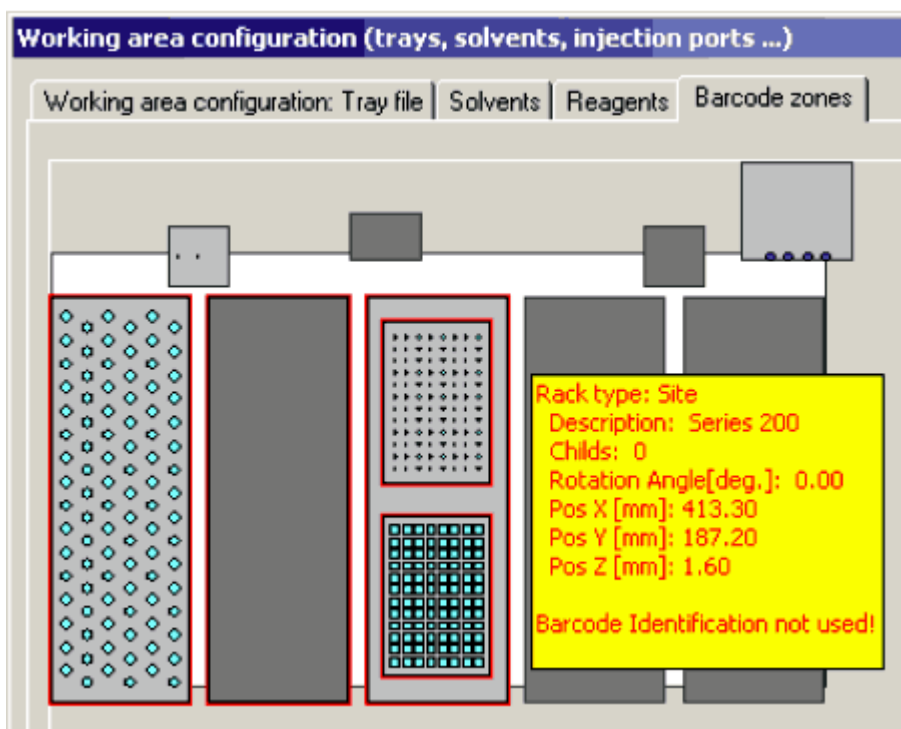 Working area configuration (trays, solvents, injection ports ...)
Working area configuration: Tray file
Solvents
Reagents
Barcode zones
Rack type: Site
Description: Series 200
Childs: 0
Rotation Angle[deg.]: 0.00
Pos X [mm]: 413.30
Pos Y [mm]: 187.20
Pos Z [mm]: 1.60
Barcode Identification not used!